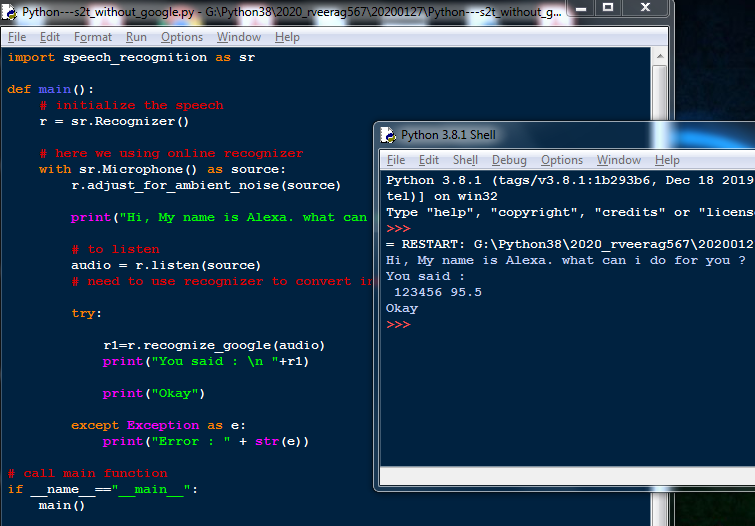 Python---s2t_without_google.py - G:\Python38\2020_rveerag567\20200127\Python---s2t_without_g...
File Edit Format Run Options Window Help
import speech_recognition as sr
def main():
# initialize the speech
r = sr.Recognizer()
# here we using online recognizer
with sr.Microphone() as source:
r.adjust_for_ambient_noise(source)
print("Hi, My name is Alexa. what can
# to listen
audio = r.listen(source)
# need to use recognizer to convert
try:
r1=r.recognize_google(audio)
print("You said : \n "+r1)
print("Okay")
except Exception as e:
print("Error : " + str(e))
# call main function
if __name__=="__main__":
main()
Python 3.8.1 Shell
File Edit Shell Debug Options Window Help
Python 3.8.1 (tags/v3.8.1:1b293b6, Dec 18 2019
tel)] on win32
Type "help", "copyright", "credits" or "licens
>>>
= RESTART: G:\Python38\2020_rveerag567\2020012
Hi, My name is Alexa. what can i do for you ?
You said :
123456 95.5
Okay
>>>